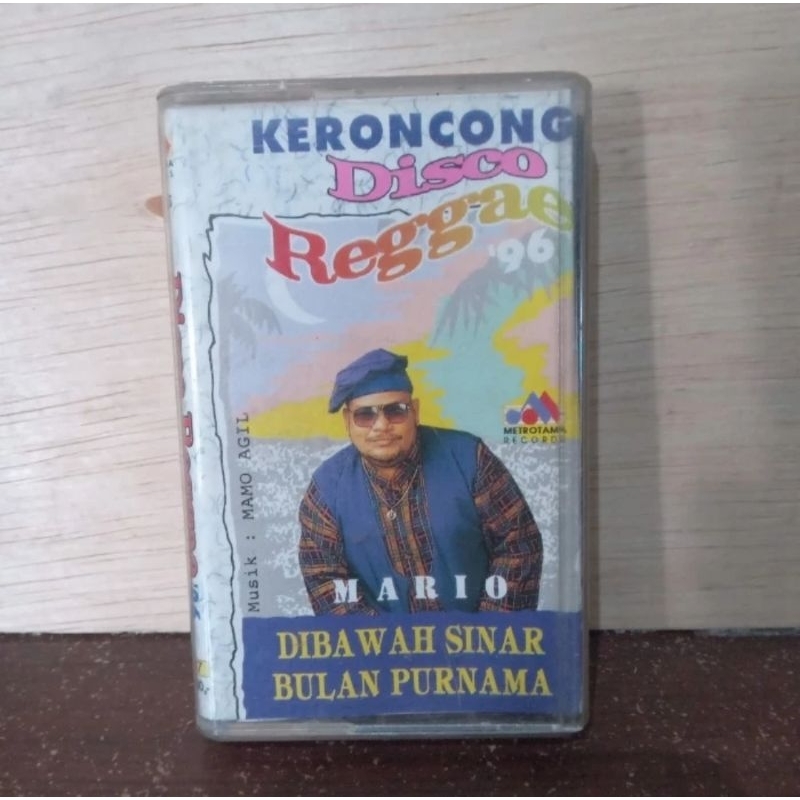 KERONCONG
Disco
Reggae
'96
METROTAMA
RECORDS
Musik : MAMO AGIL
MARIO
DIBAWAH SINAR
BULAN PURNAMA